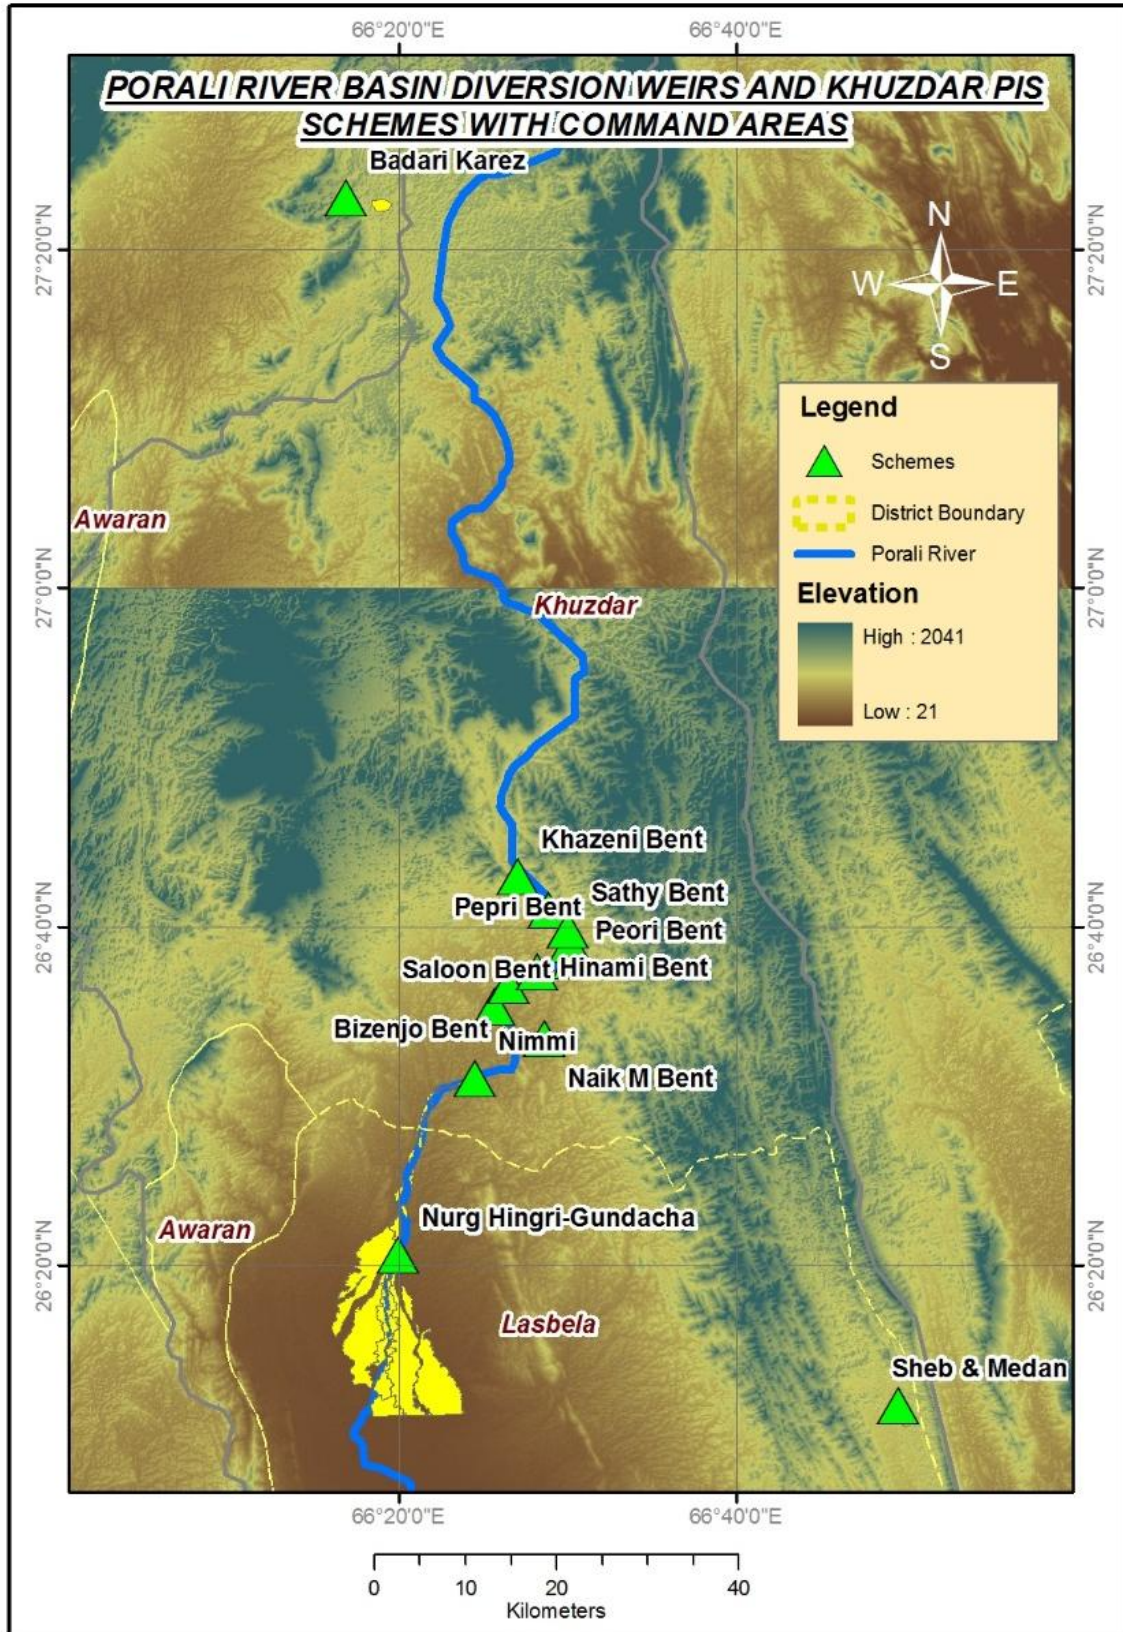 66°20'0"E
66°40'0"E
PORALI RIVER BASIN DIVERSION WEIRS AND KHUZDAR PIS
SCHEMES WITH COMMAND AREAS
Badari Karez
N
W
E
S
27°20'0"N
27°20'0"N
Legend
Schemes
District Boundary
Porali River
Elevation
High : 2041
Low : 21
Awaran
27°0'0"N
27°0'0"N
Khuzdar
Khazeni Bent
Sathy Bent
Pepri Bent
Peori Bent
26°40'0"N
26°40'0"N
Saloon Bent
Hinami Bent
Bizenjo Bent
Nimmi
Naik M Bent
Awaran
Nurg Hingri-Gundacha
26°20'0"N
26°20'0"N
Lasbela
Sheb & Medan
66°20'0"E
66°40'0"E
0 10 20 40
Kilometers